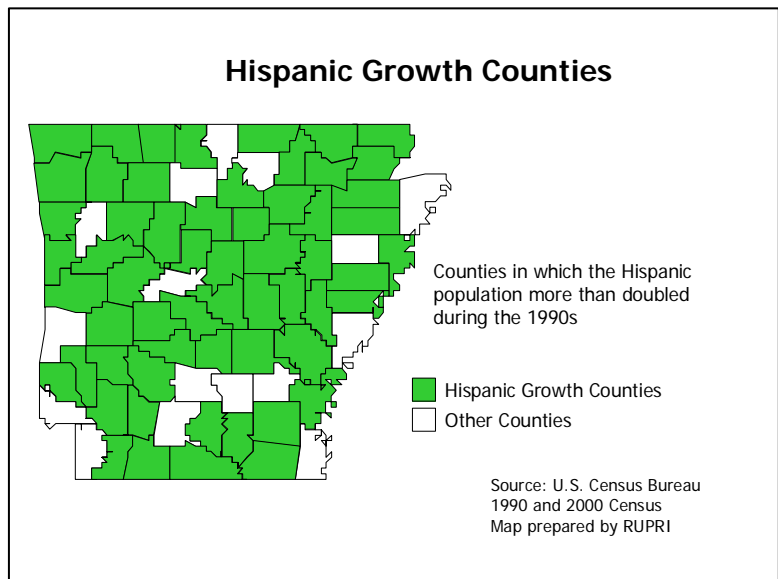 Hispanic Growth Counties
Counties in which the Hispanic
population more than doubled
during the 1990s
Hispanic Growth Counties
Other Counties
Source: U.S. Census Bureau
1990 and 2000 Census
Map prepared by RUPRI